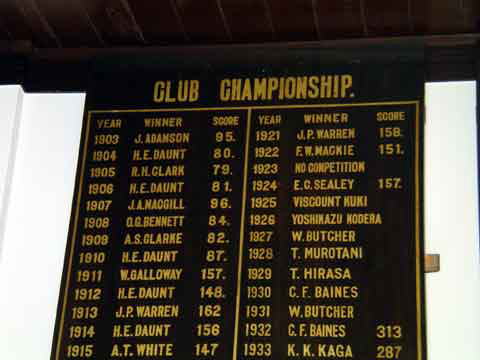 CLUB CHAMPIONSHIP.
YEAR WINNER SCORE
1903 J. ADAMSON 95.
1904 H.E. DAUNT 80.
1905 R.H. CLARK 79.
1906 H.E. DAUNT 81.
1907 J.A. MACGILL 96.
1908 O.G. BENNETT 84.
1909 A.S. CLARKE 82.
1910 H.E. DAUNT 87.
1911 W. GALLOWAY 157.
1912 H.E. DAUNT 148.
1913 J.P. WARREN 162
1914 H.E. DAUNT 156
1915 A.T. WHITE 147
YEAR WINNER SCORE
1921 J.P. WARREN 158.
1922 F.W. MACKIE 151.
1923 NO COMPETITION
1924 E.C. SEALEY 157.
1925 VISCOUNT KUKI
1926 YOSHIKAZU NODERA
1927 W. BUTCHER
1928 T. MUROTANI
1929 T. HIRASA
1930 C. F. BAINES
1931 W. BUTCHER
1932 C. F. BAINES 313
1933 K. K. KAGA 287